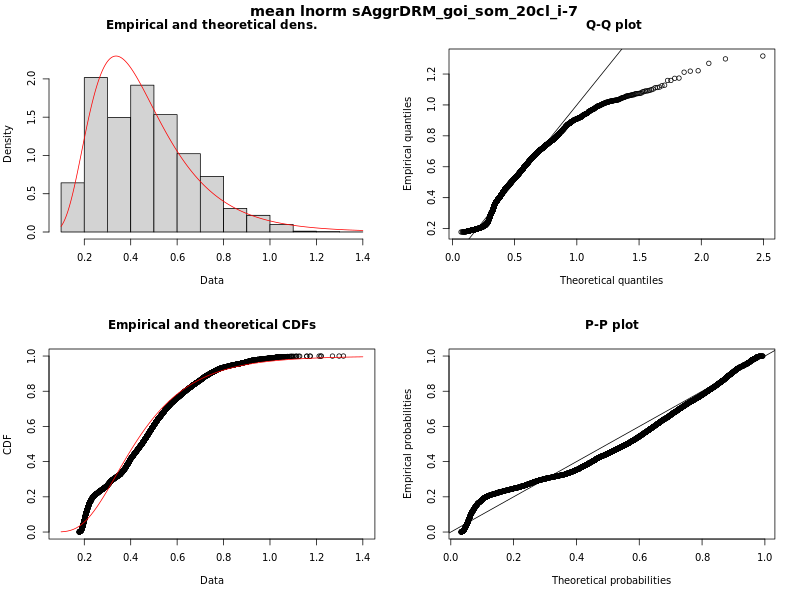 mean lnorm sAggrDRM_goi_som_20cl_i-7
Empirical and theoretical dens.
Density
0.0 0.5 1.0 1.5 2.0
0.2 0.4 0.6 0.8 1.0 1.2 1.4
Data
Q-Q plot
Empirical quantiles
0.2 0.4 0.6 0.8 1.0 1.2
0.0 0.5 1.0 1.5 2.0 2.5
Theoretical quantiles
Empirical and theoretical CDFs
CDF
0.0 0.2 0.4 0.6 0.8 1.0
0.2 0.4 0.6 0.8 1.0 1.2 1.4
Data
P-P plot
Empirical probabilities
0.0 0.2 0.4 0.6 0.8 1.0
0.0 0.2 0.4 0.6 0.8 1.0
Theoretical probabilities